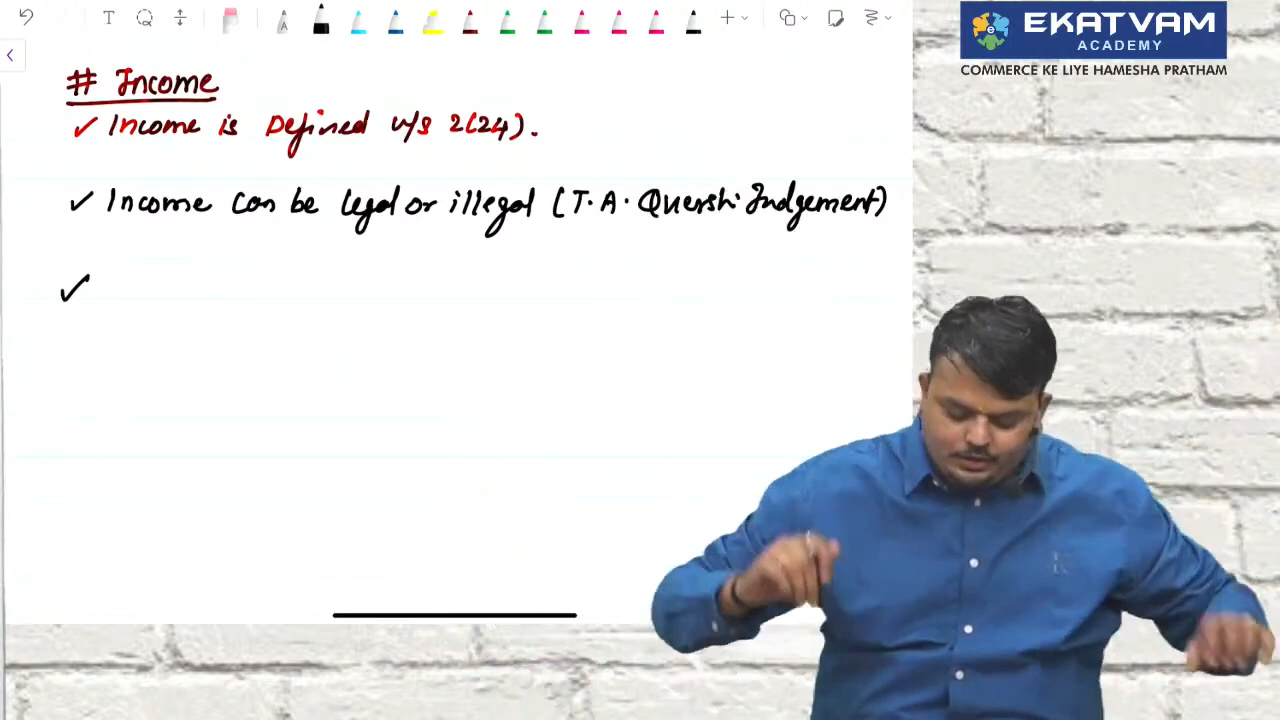 EKATVAM
ACADEMY
COMMERCE KE LIYE HAMESHA PRATHAM
# Income
✓ Income is Defined u/s 2(24).
✓ Income can be legal or illegal (T.A. Quershi Judgement)
✓